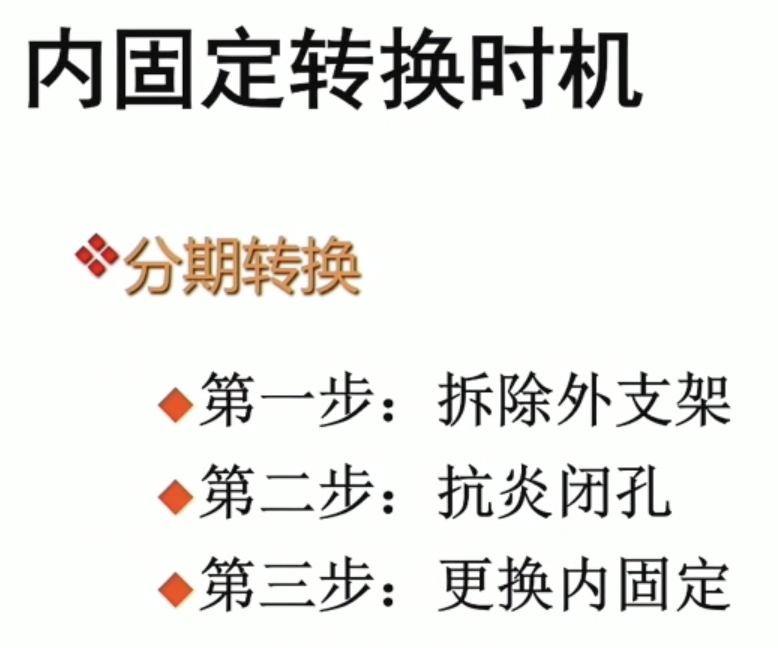 内固定转换时机
分期转换
第一步：拆除外支架
第二步：抗炎闭孔
第三步：更换内固定